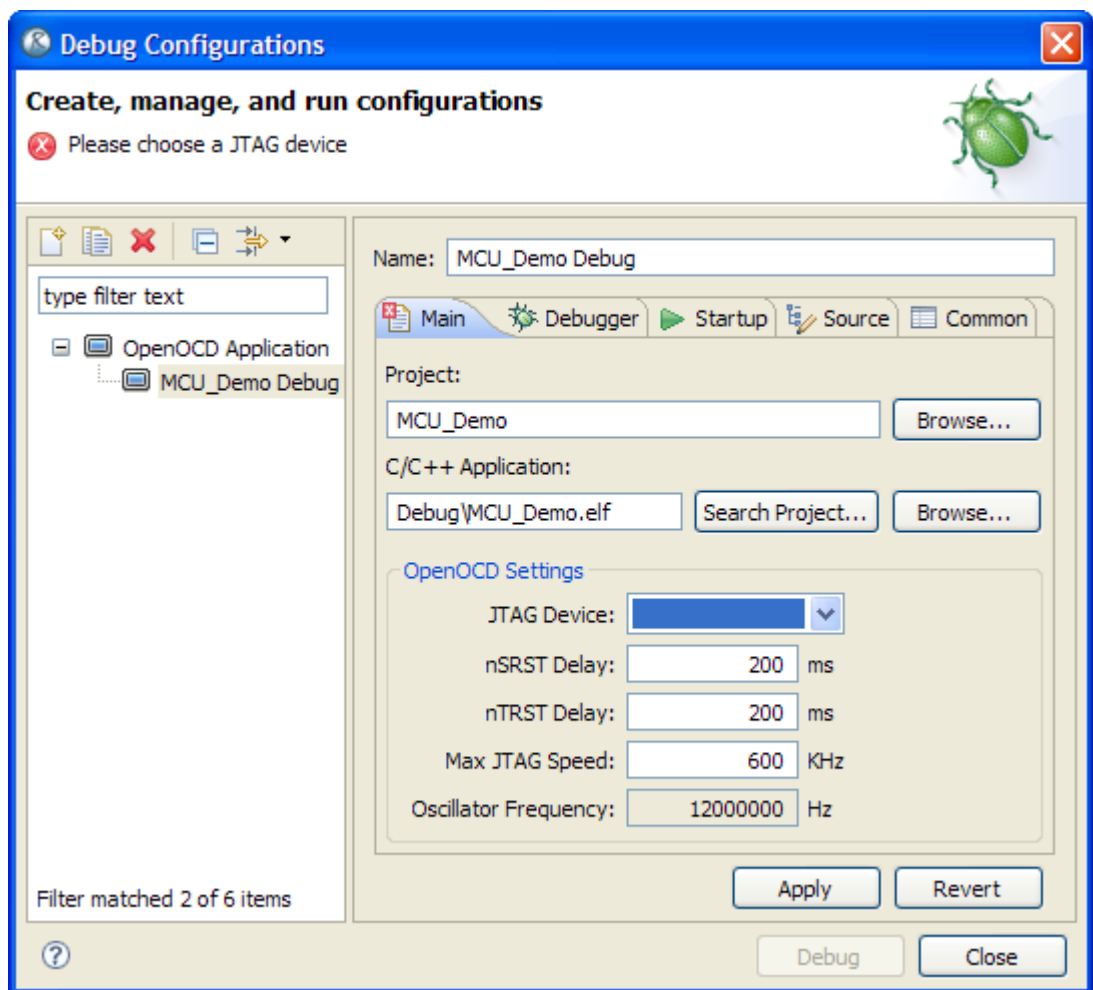 Debug Configurations
Create, manage, and run configurations
Please choose a JTAG device
type filter text
OpenOCD Application
MCU_Demo Debug
Filter matched 2 of 6 items
Name: MCU_Demo Debug
Main Debugger Startup Source Common
Project:
MCU_Demo Browse...
C/C++ Application:
Debug\MCU_Demo.elf Search Project... Browse...
OpenOCD Settings
JTAG Device:
nSRST Delay: 200 ms
nTRST Delay: 200 ms
Max JTAG Speed: 600 KHz
Oscillator Frequency: 12000000 Hz
Apply Revert
Debug Close